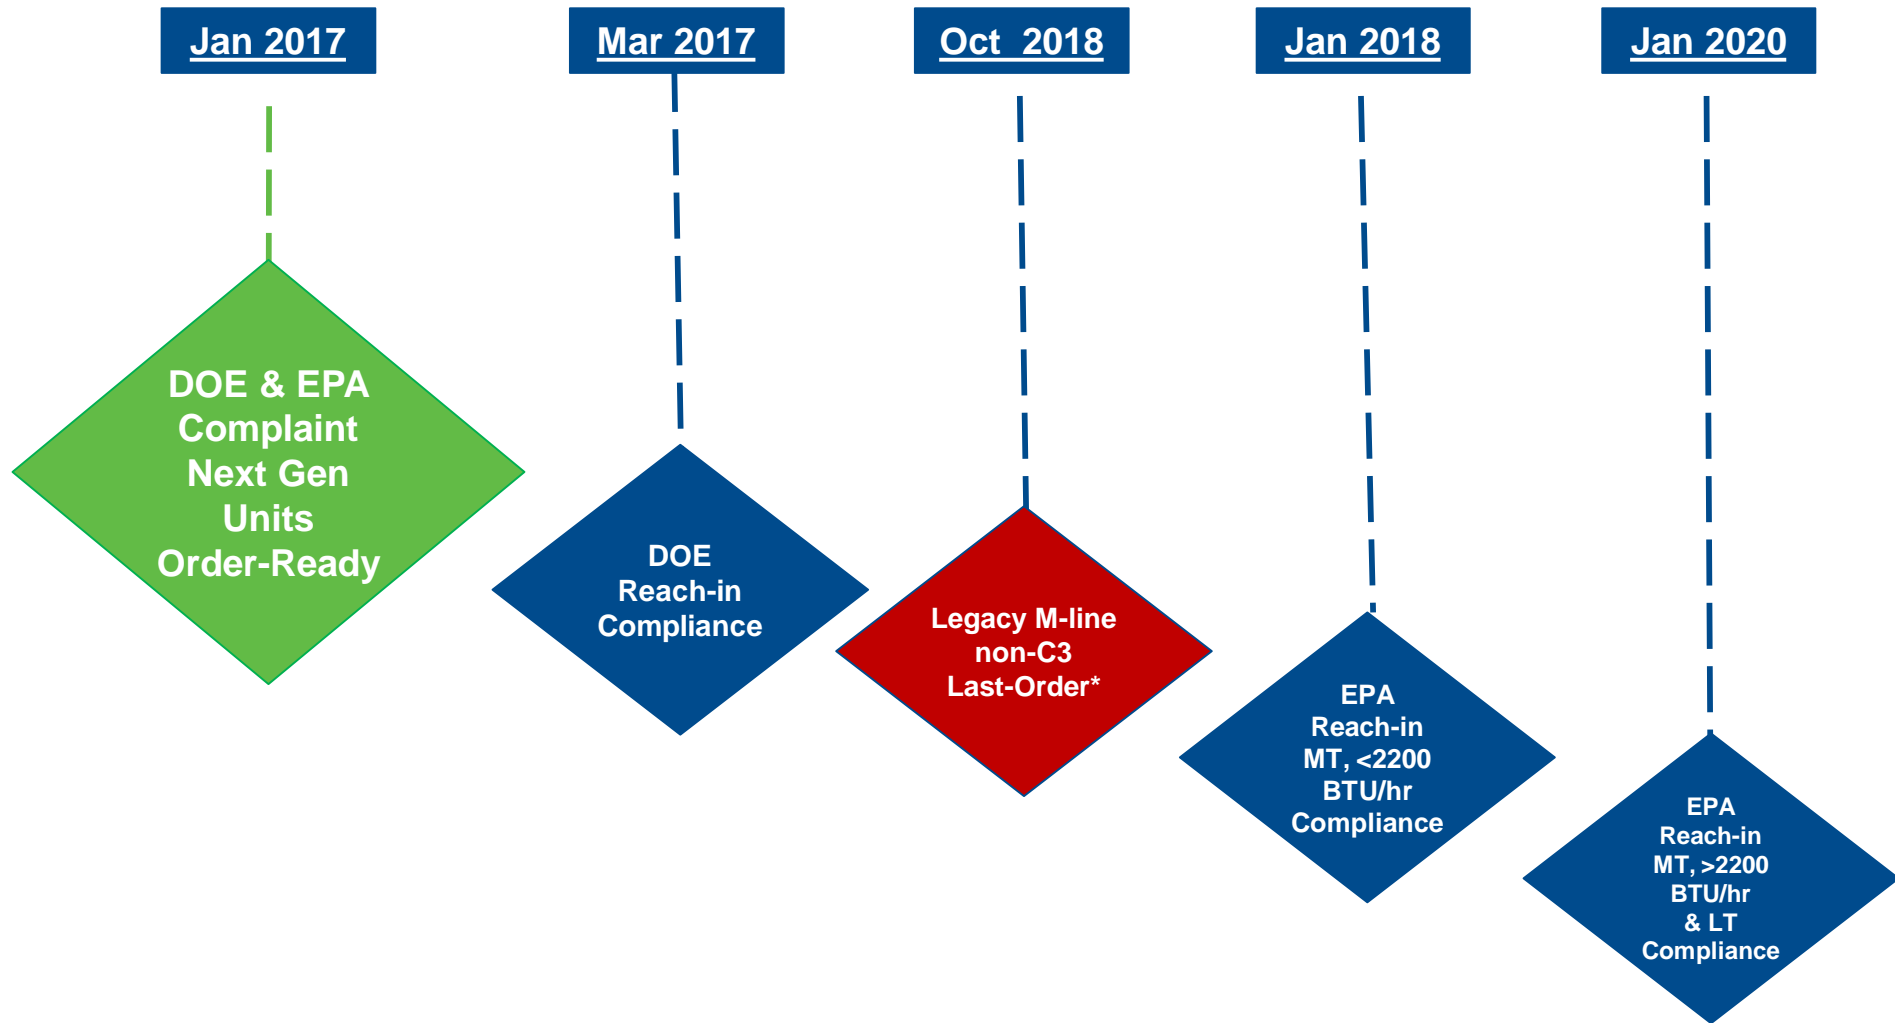 Jan 2017
Mar 2017
Oct  2018
Jan 2018
Jan 2020
DOE & EPA
Complaint
Next Gen
Units
Order-Ready
DOE
Reach-in
Compliance
Legacy M-line
non-C3
Last-Order*
EPA
Reach-in
MT, <2200
BTU/hr
Compliance
EPA
Reach-in
MT, >2200
BTU/hr
& LT
Compliance